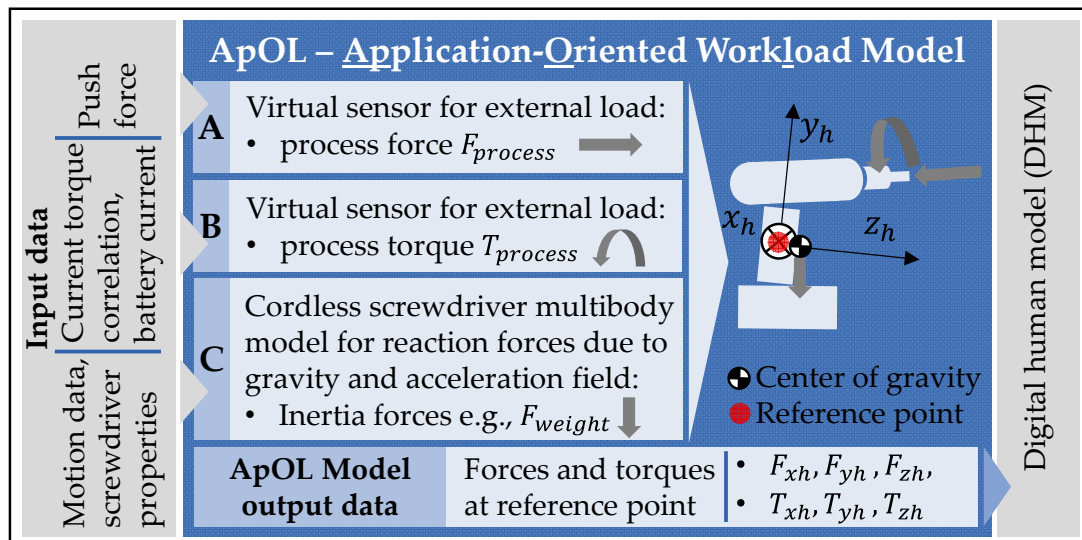 ApOL – Application-Oriented Workload Model
Input data
Push
force
Current torque
correlation,
battery current
Motion data,
screwdriver
properties
A
Virtual sensor for external load:
• process force F_process
B
Virtual sensor for external load:
• process torque T_process
C
Cordless screwdriver multibody
model for reaction forces due to
gravity and acceleration field:
• Inertia forces e.g., F_weight
y_h
x_h
z_h
Center of gravity
Reference point
ApOL Model
output data
Forces and torques
at reference point
• F_xh, F_yh, F_zh,
• T_xh, T_yh, T_zh
Digital human model (DHM)